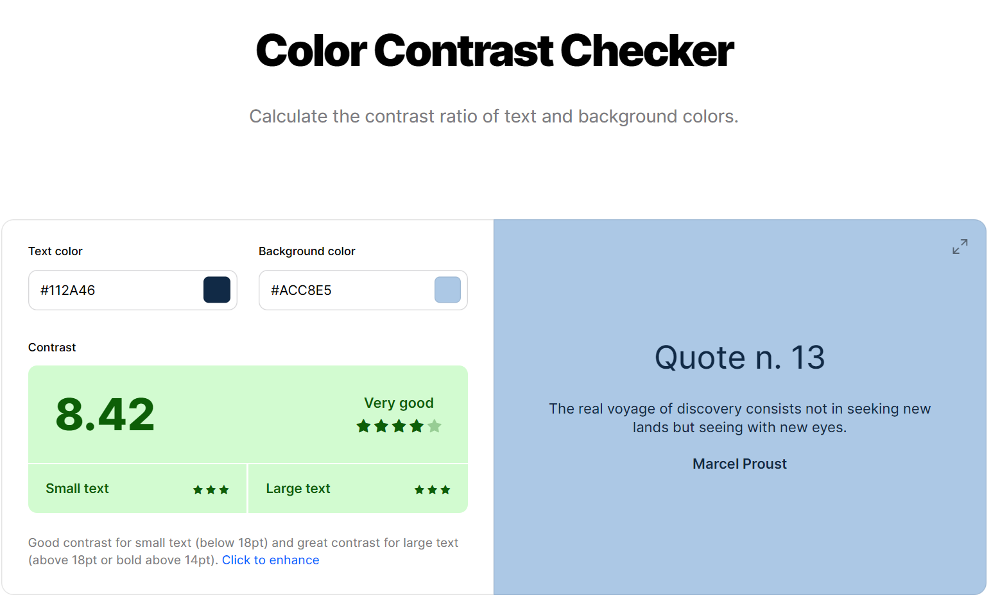 Color Contrast Checker
Calculate the contrast ratio of text and background colors.
Text color
Background color
#112A46
#ACC8E5
Contrast
8.42
Very good
Small text
Large text
Good contrast for small text (below 18pt) and great contrast for large text
(above 18pt or bold above 14pt). Click to enhance
Quote n. 13
The real voyage of discovery consists not in seeking new
lands but seeing with new eyes.
Marcel Proust